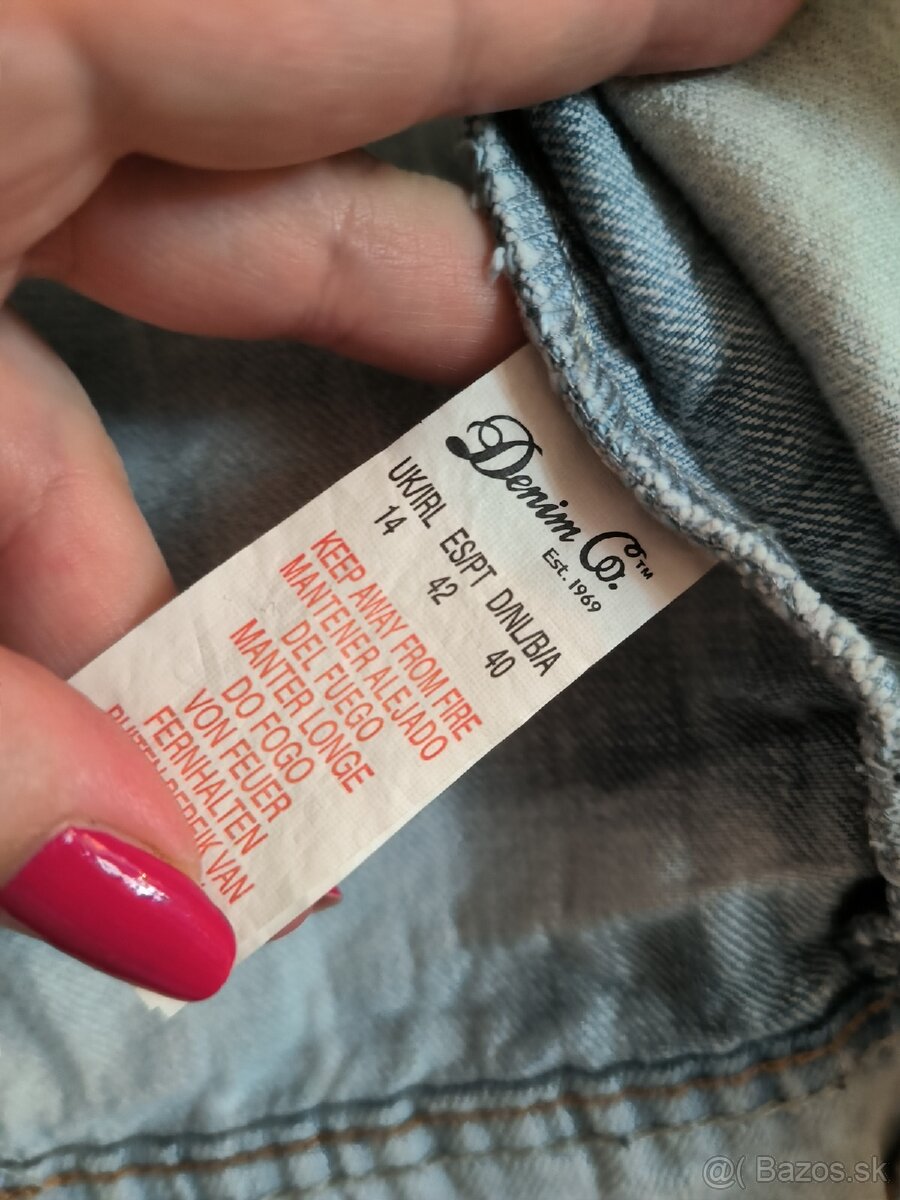 Denim Co.™
Est. 1969
UK/IRL ES/PT D/NL/B/A
14 42 40
KEEP AWAY FROM FIRE
MANTENER ALEJADO
DEL FUEGO
MANTER LONGE
DO FOGO
VON FEUER
FERNHALTEN
VAN
@( Bazos.sk